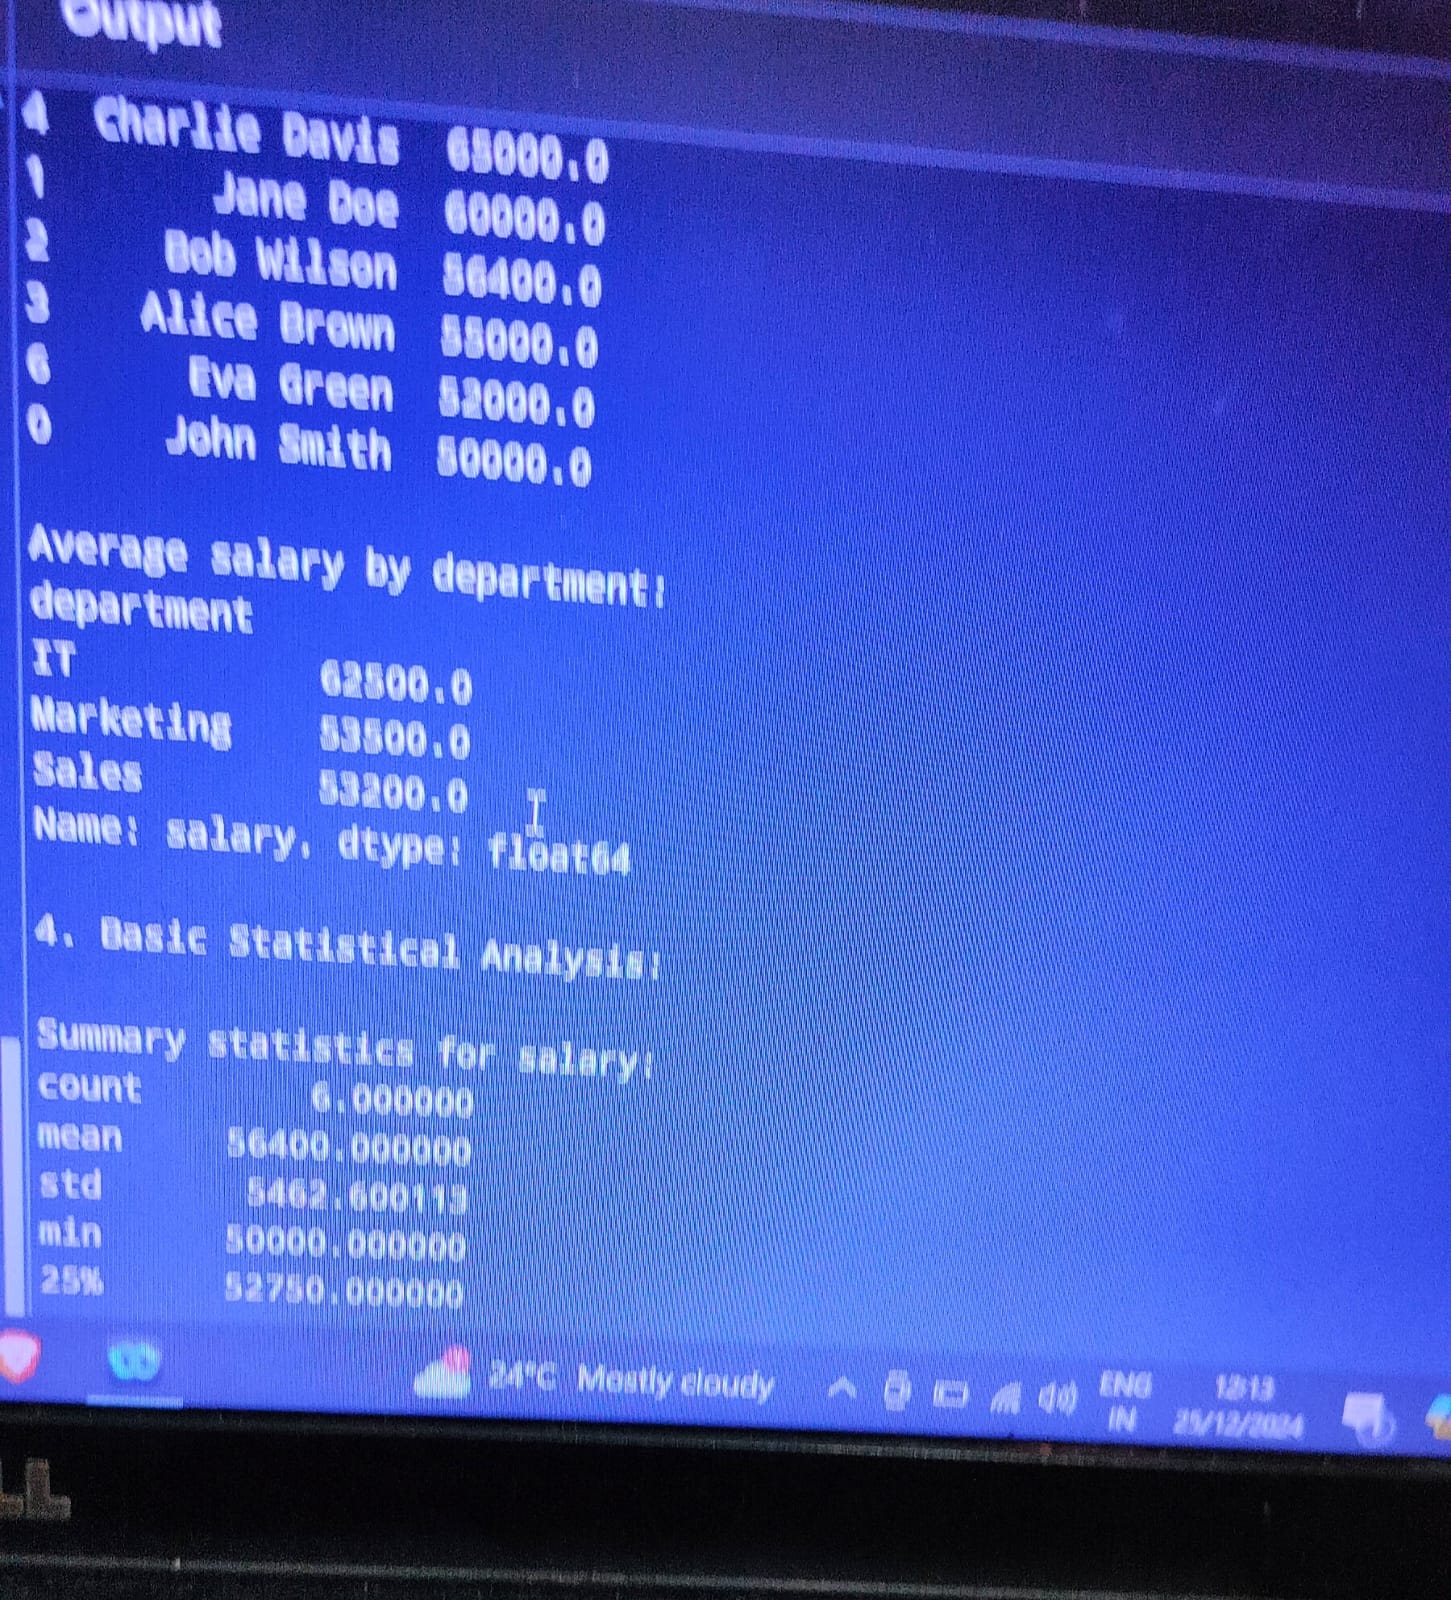 Output
4 Charlie Davis 65000.0
1 Jane Doe 60000.0
2 Bob Wilson 56400.0
3 Alice Brown 55000.0
6 Eva Green 52000.0
0 John Smith 50000.0
Average salary by department:
department
IT 62500.0
Marketing 53500.0
Sales 53200.0
Name: salary, dtype: float64
4. Basic Statistical Analysis:
Summary statistics for salary:
count 6.000000
mean 56400.000000
std 5462.600113
min 50000.000000
25% 52750.000000
24°C Mostly cloudy ENG 12:13
IN 25/12/2024